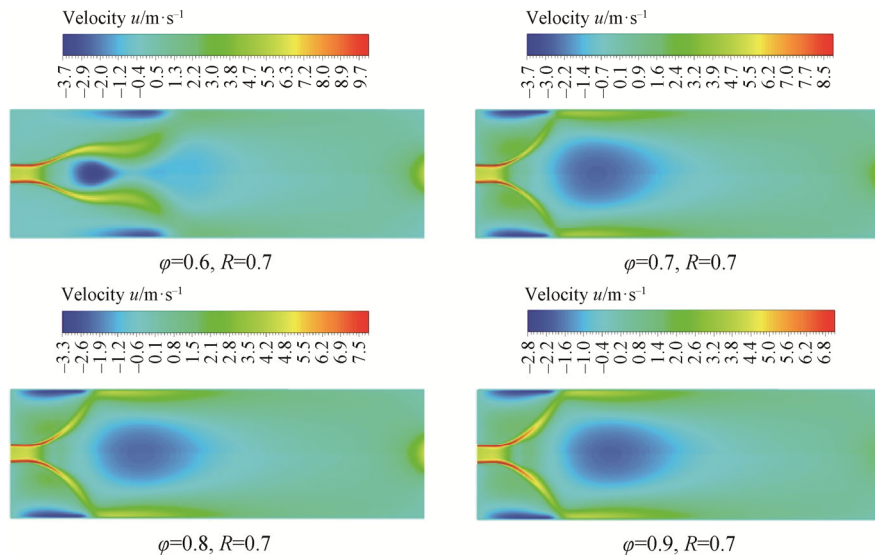 Velocity u/m·s⁻¹
−3.7 −2.9 −2.0 −1.2 −0.4 0.5 1.3 2.2 3.0 3.8 4.7 5.5 6.3 7.2 8.0 8.9 9.7
φ=0.6, R=0.7
Velocity u/m·s⁻¹
−3.7 −3.0 −2.2 −1.4 −0.7 0.1 0.9 1.6 2.4 3.2 3.9 4.7 5.5 6.2 7.0 7.7 8.5
φ=0.7, R=0.7
Velocity u/m·s⁻¹
−3.3 −2.6 −1.9 −1.2 −0.6 0.1 0.8 1.5 2.1 2.8 3.5 4.2 4.8 5.5 6.2 6.9 7.5
φ=0.8, R=0.7
Velocity u/m·s⁻¹
−2.8 −2.2 −1.6 −1.0 −0.4 0.2 0.8 1.4 2.0 2.6 3.2 3.8 4.4 5.0 5.6 6.2 6.8
φ=0.9, R=0.7